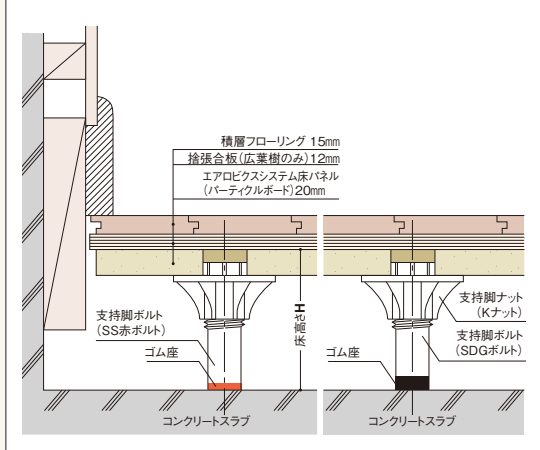 積層フローリング 15mm
捨張合板(広葉樹のみ)12mm
エアロビクスシステム床パネル
(パーティクルボード)20mm
支持脚ボルト
(SS赤ボルト)
ゴム座
床高さH
コンクリートスラブ
支持脚ナット
(Kナット)
支持脚ボルト
(SDGボルト)
ゴム座
コンクリートスラブ